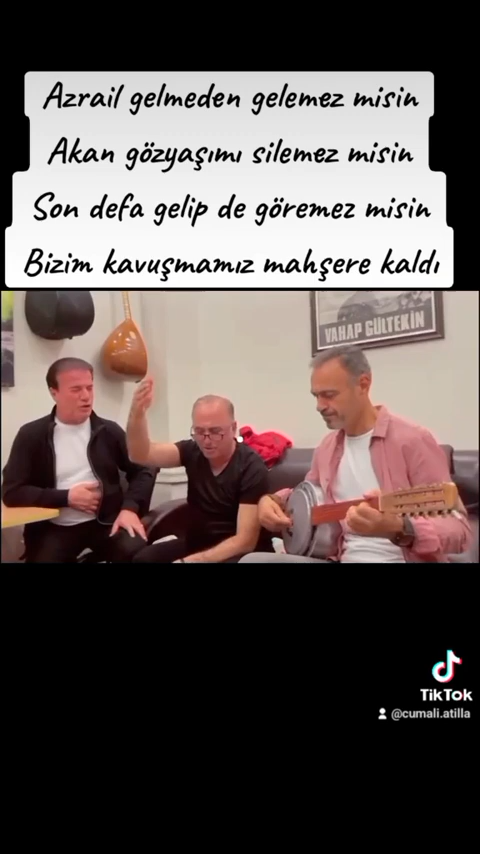 Azrail gelmeden gelemez misin
Akan gözyaşımı silemez misin
Son defa gelip de göremez misin
Bizim kavuşmamız mahşere kaldı
VAHAP GÜLTEKİN
TikTok
@cumali.atilla